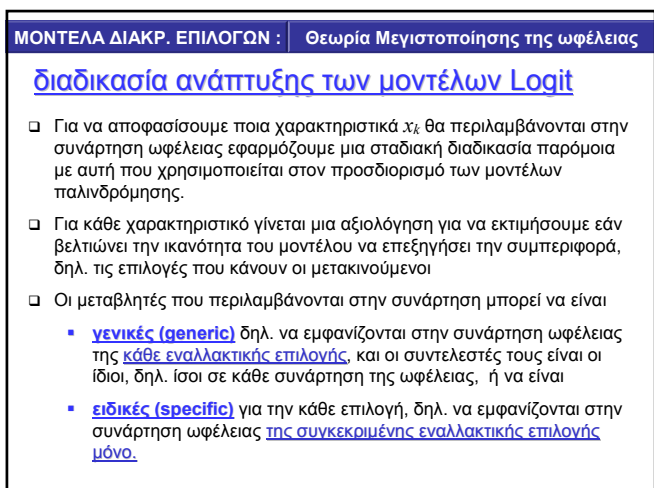 ΜΟΝΤΕΛΑ ΔΙΑΚΡ. ΕΠΙΛΟΓΩΝ : Θεωρία Μεγιστοποίησης της ωφέλειας
διαδικασία ανάπτυξης των μοντέλων Logit
❑ Για να αποφασίσουμε ποια χαρακτηριστικά xk θα περιλαμβάνονται στην
συνάρτηση ωφέλειας εφαρμόζουμε μια σταδιακή διαδικασία παρόμοια
με αυτή που χρησιμοποιείται στον προσδιορισμό των μοντέλων
παλινδρόμησης.
❑ Για κάθε χαρακτηριστικό γίνεται μια αξιολόγηση για να εκτιμήσουμε εάν
βελτιώνει την ικανότητα του μοντέλου να επεξηγήσει την συμπεριφορά,
δηλ. τις επιλογές που κάνουν οι μετακινούμενοι
❑ Οι μεταβλητές που περιλαμβάνονται στην συνάρτηση μπορεί να είναι
▪ γενικές (generic) δηλ. να εμφανίζονται στην συνάρτηση ωφέλειας
της κάθε εναλλακτικής επιλογής, και οι συντελεστές τους είναι οι
ίδιοι, δηλ. ίσοι σε κάθε συνάρτηση της ωφέλειας, ή να είναι
▪ ειδικές (specific) για την κάθε επιλογή, δηλ. να εμφανίζονται στην
συνάρτηση ωφέλειας της συγκεκριμένης εναλλακτική επιλογής
μόνο.